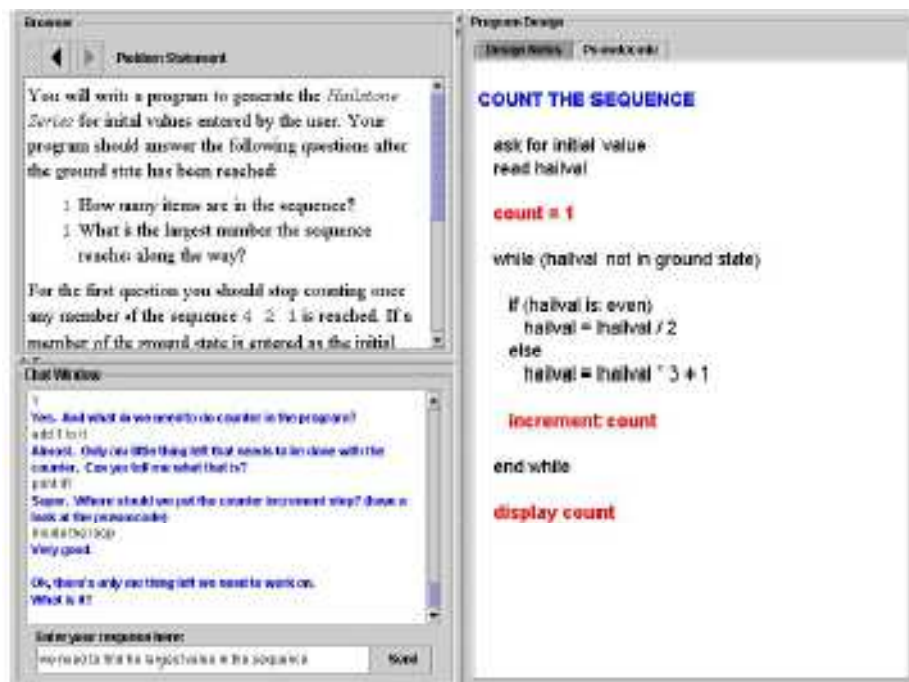 Browser
Problem Statement
You will write a program to generate the Hailstone
Series for inital values entered by the user. Your
program should answer the following questions after
the ground state has been reached:
1 How many items are in the sequence?
1 What is the largest number the sequence
reaches along the way?
For the first question you should stop counting once
any member of the sequence 4 2 1 is reached. If a
member of the ground state is entered as the initial
Chat Window
1
Yes. And what do we need to do counter in the program?
add 1 to it
Almost. Only one little thing left that needs to be done with the
counter. Can you tell me what that is?
print it?
Super. Where should we put the counter increment step? (have a
look at the pseudocode)
inside the loop
Very good.
Ok, there's only one thing left we need to work on.
What is it?
Enter your response here:
we need to find the largest value in the sequence
Send
Program Design
Design Notes
Pseudocode
COUNT THE SEQUENCE
ask for initial value
read hailval
count = 1
while (hailval not in ground state)
if (hailval is even)
hailval = hailval / 2
else
hailval = hailval * 3 + 1
increment count
end while
display count